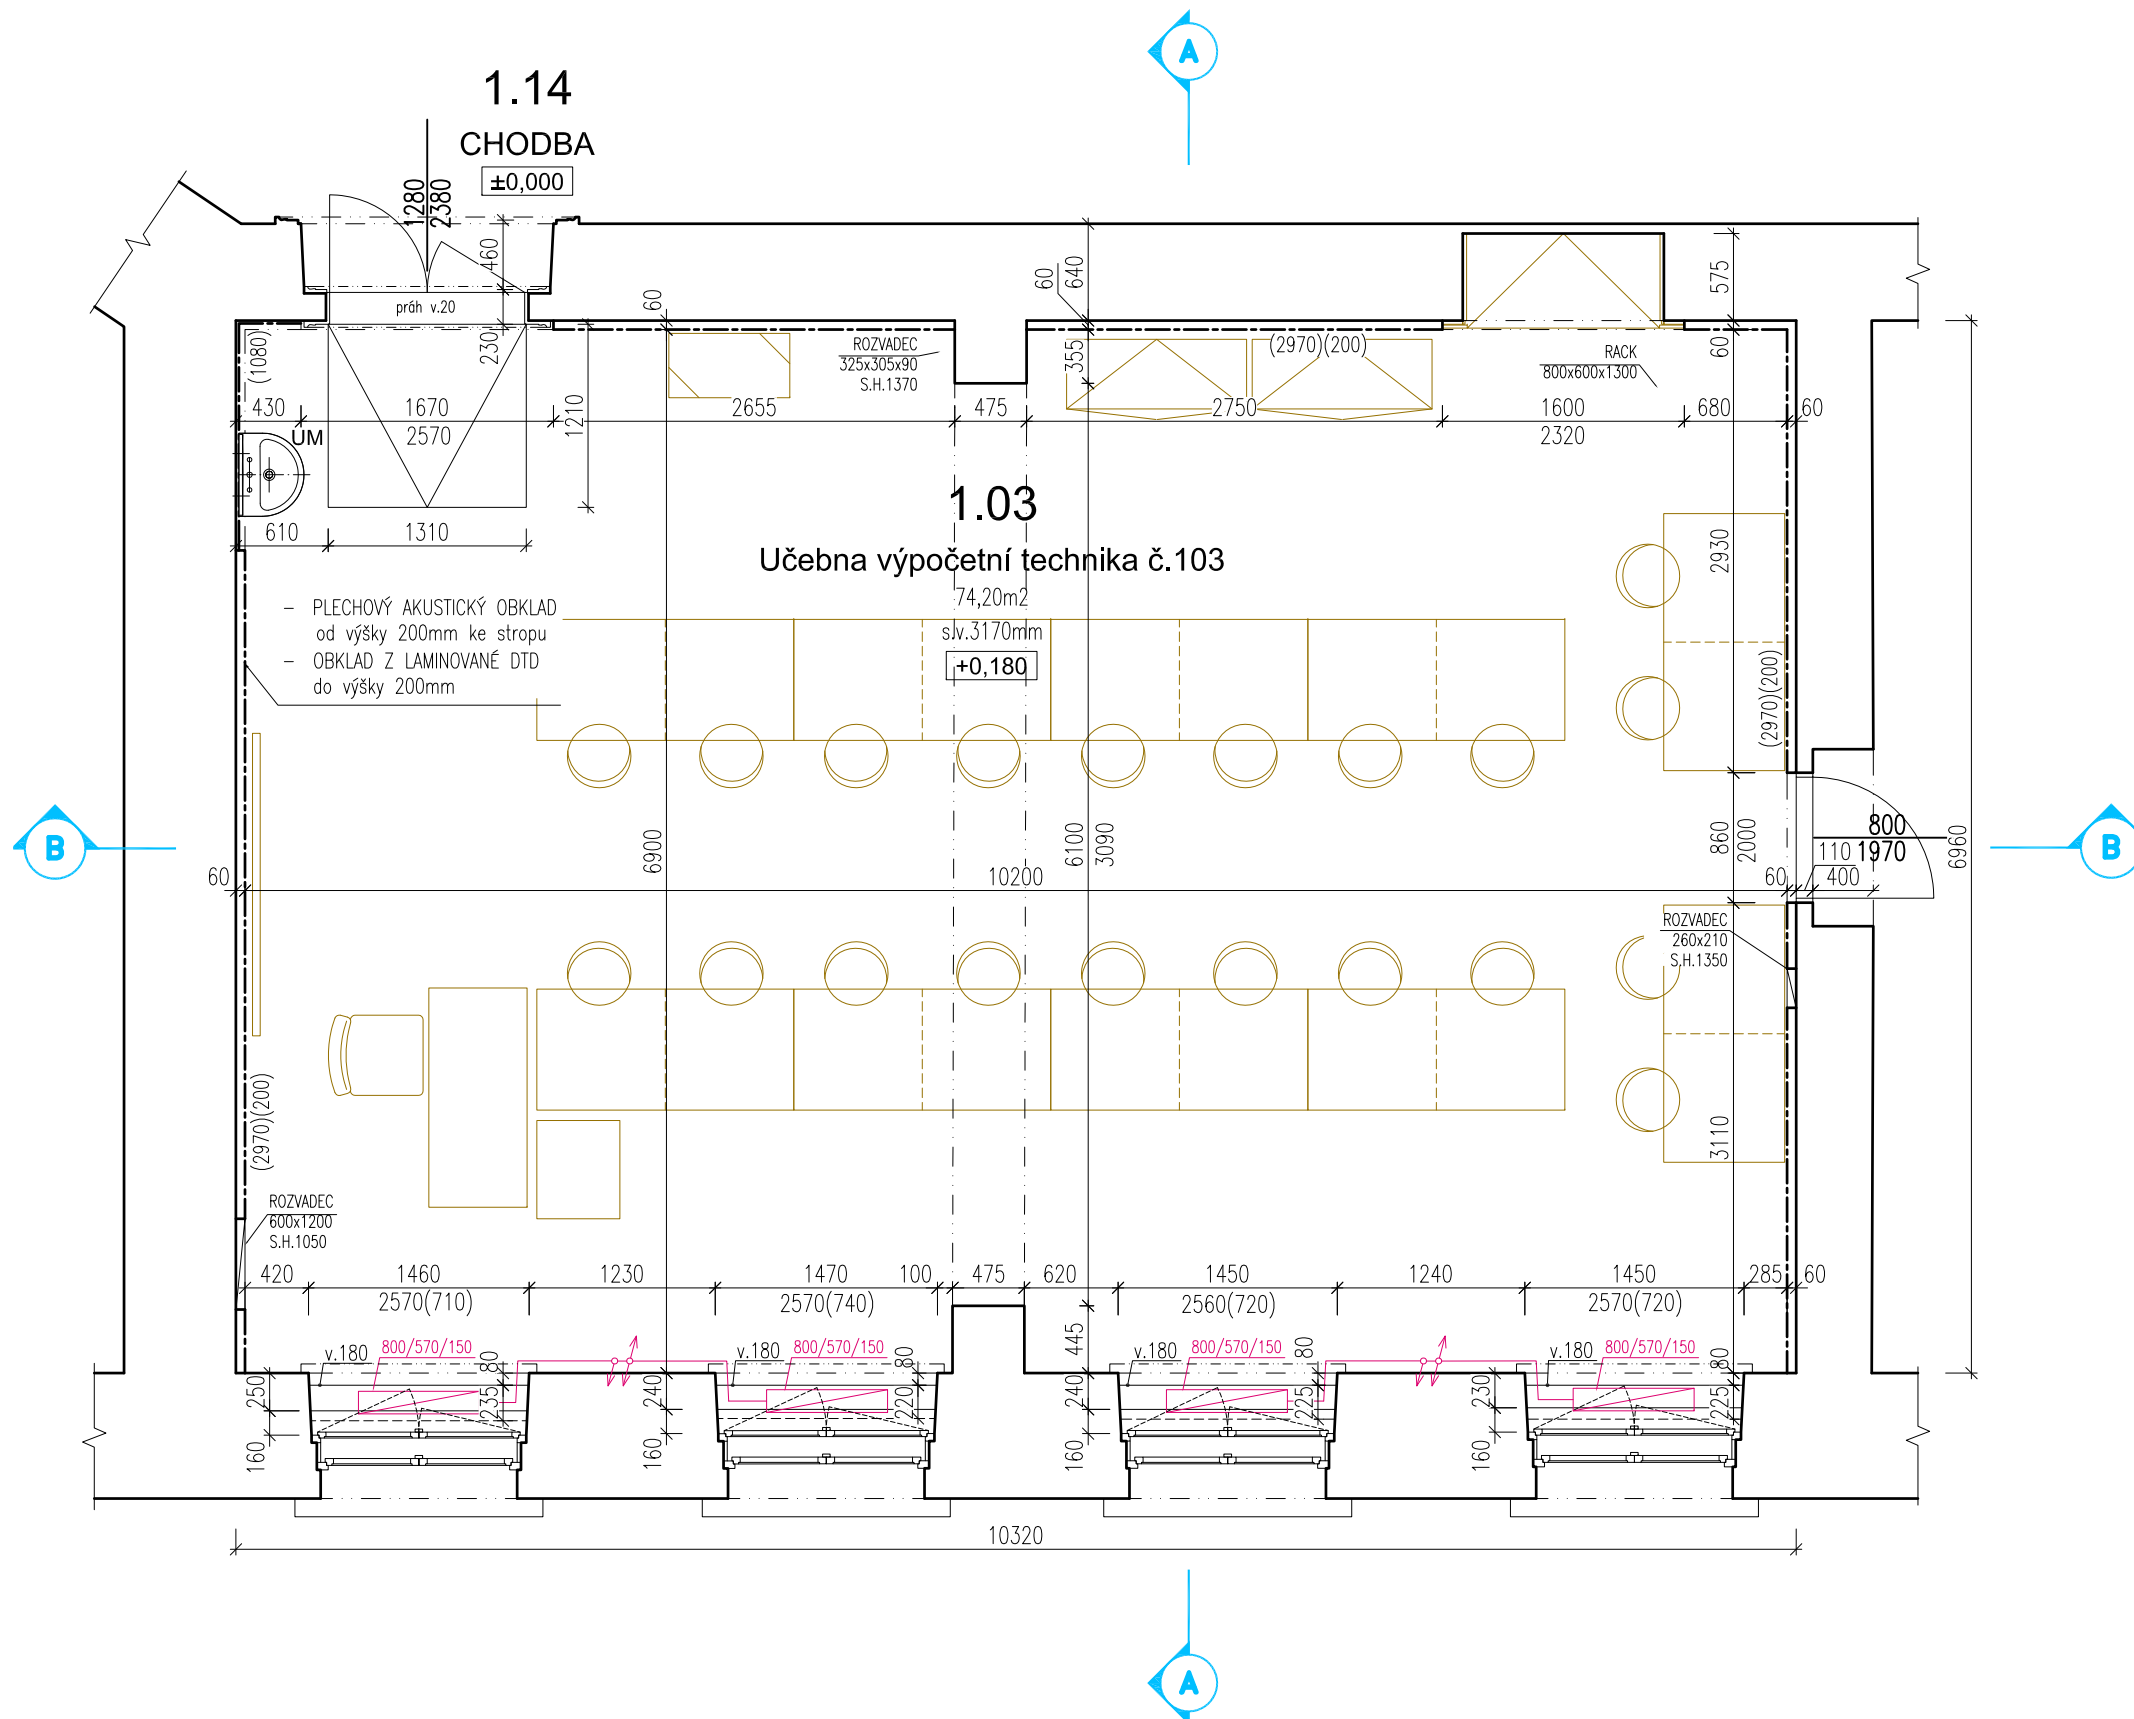 A
1.14
CHODBA
±0,000
1280
2380
460
práh v.20
230
1210
(1080)
60
ROZVADEC
325x305x90
S.H.1370
60
640
355
(2970)(200)
RACK
800x600x1300
575
60
430
1670
2570
2655
475
2750
1600
2320
680
60
UM
610
1310
1.03
Učebna výpočetní technika č.103
74,20m2
s.v.3170mm
+0,180
- PLECHOVÝ AKUSTICKÝ OBKLAD
od výšky 200mm ke stropu
- OBKLAD Z LAMINOVANÉ DTD
do výšky 200mm
2930
(2970)(200)
B
6900
6100
3090
860
2000
800
1970
110
6960
B
60
10200
60
400
ROZVADEC
260x210
S.H.1350
(2970)(200)
3110
ROZVADEC
600x1200
S.H.1050
420
1460
2570(710)
1230
1470
2570(740)
100
475
620
1450
2560(720)
1240
1450
2570(720)
285
60
v.180
800/570/150
80
v.180
800/570/150
80
445
v.180
800/570/150
80
v.180
800/570/150
80
250
235
240
220
240
225
230
225
160
160
160
160
10320
A